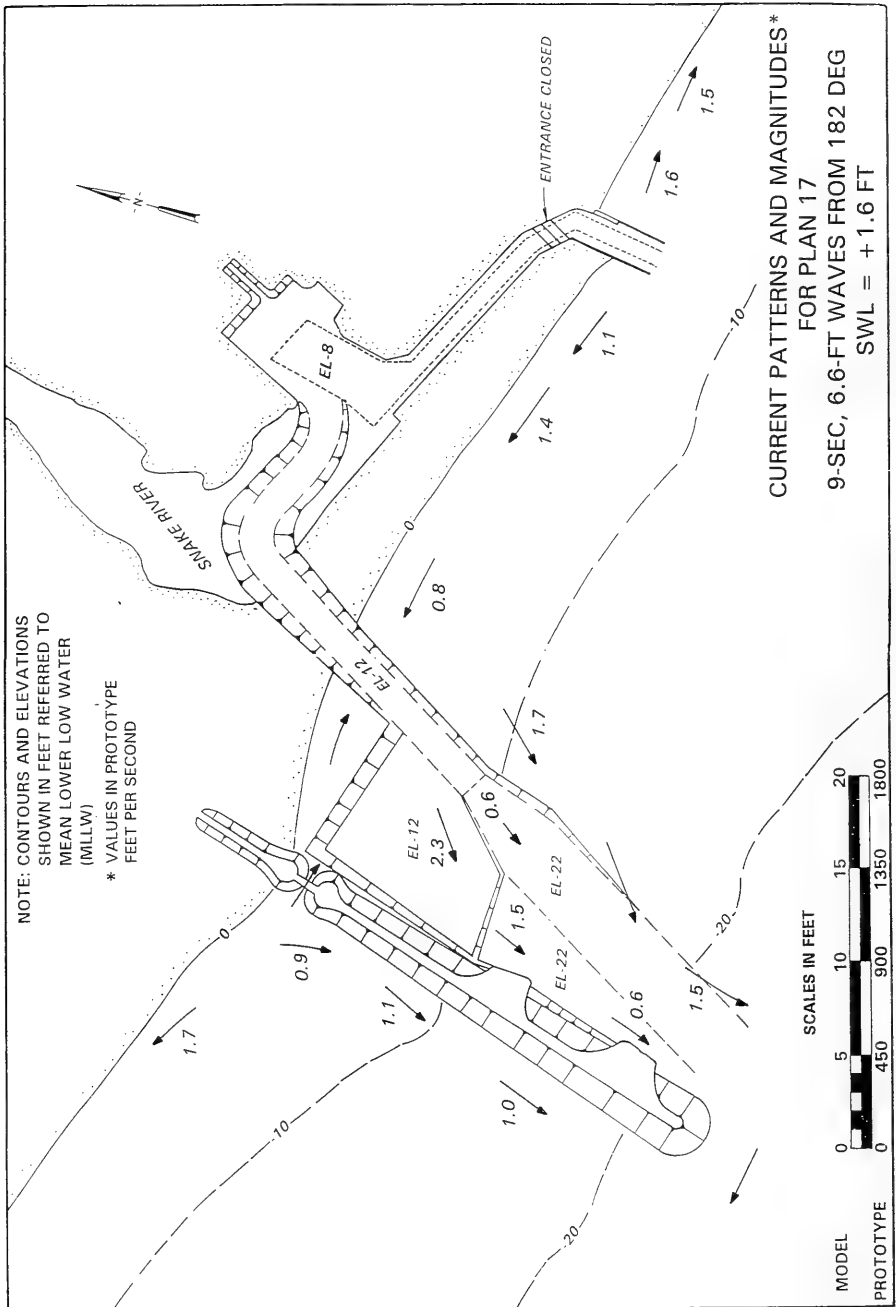 NOTE: CONTOURS AND ELEVATIONS
SHOWN IN FEET REFERRED TO
MEAN LOWER LOW WATER
(MLLW)
* VALUES IN PROTOTYPE
FEET PER SECOND
-N-
SNAKE RIVER
EL-8
ENTRANCE CLOSED
EL-12
EL-12
EL-22
EL-22
0
0
-10
-10
-20
-20
1.7
0.9
1.1
1.0
2.3
1.5
0.6
0.6
1.5
1.7
0.8
1.4
1.1
1.6
1.5
CURRENT PATTERNS AND MAGNITUDES*
FOR PLAN 17
9-SEC, 6.6-FT WAVES FROM 182 DEG
SWL = +1.6 FT
SCALES IN FEET
MODEL 0 5 10 15 20
PROTOTYPE 0 450 900 1350 1800